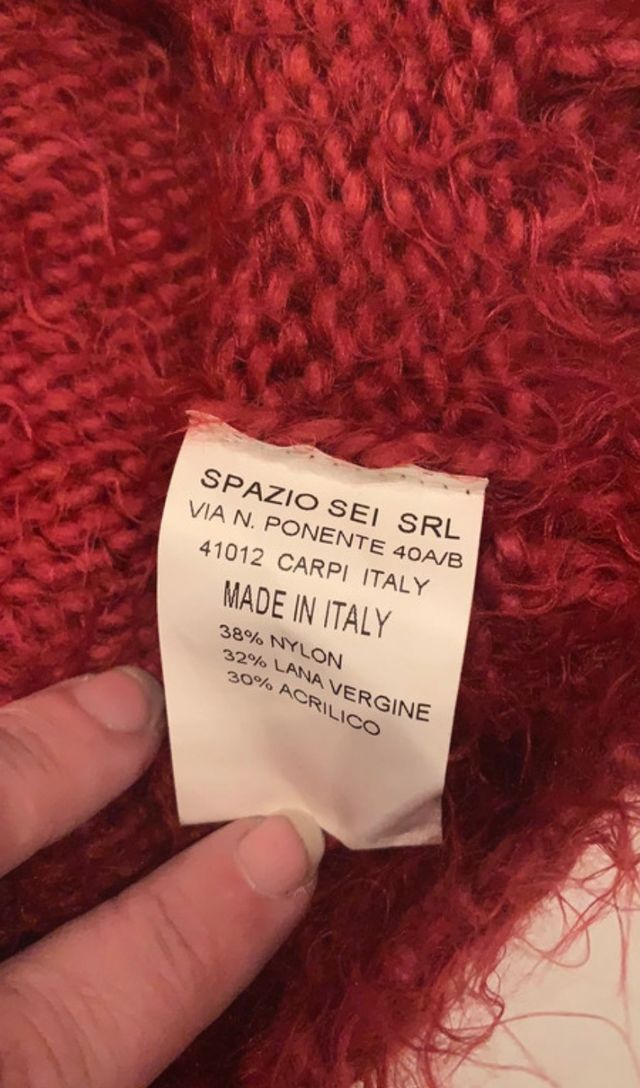 SPAZIO SEI SRL
VIA N. PONENTE 40A/B
41012 CARPI ITALY
MADE IN ITALY
38% NYLON
32% LANA VERGINE
30% ACRILICO